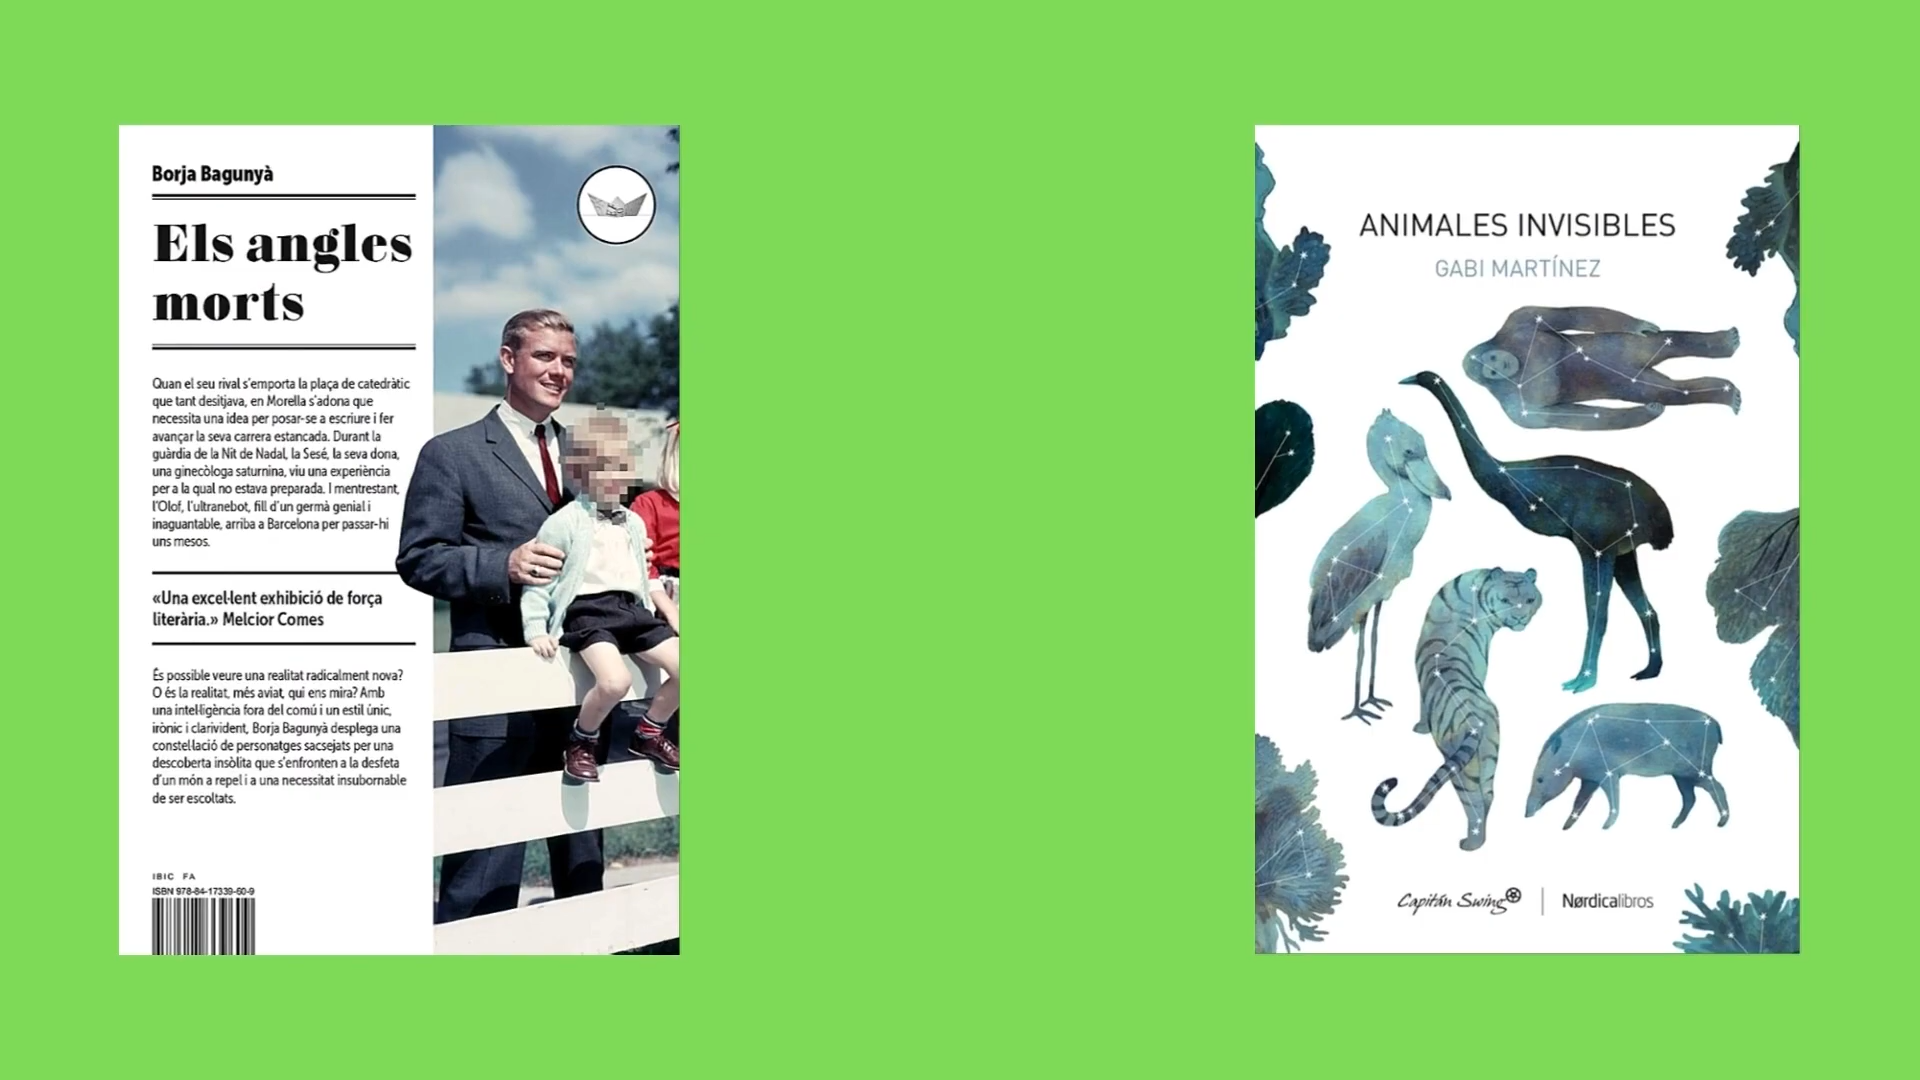 Borja Bagunyà
Els angles
morts
Quan el seu rival s'emporta la plaça de catedràtic
que tant desitjava, en Morella s'adona que
necessita una idea per posar-se a escriure i fer
avançar la seva carrera estancada. Durant la
guàrdia de la Nit de Nadal, la Sesé, la seva dona,
una ginecòloga saturnina, viu una experiència
per a la qual no estava preparada. I mentrestant,
l'Olof, l'ultranebot, fill d'un germà genial i
inaguantable, arriba a Barcelona per passar-hi
uns mesos.
«Una excel·lent exhibició de força
literària.» Melcior Comes
És possible veure una realitat radicalment nova?
O és la realitat, més aviat, qui ens mira? Amb
una intel·ligència fora del comú i un estil únic,
irònic i clarivident, Borja Bagunyà desplega una
constel·lació de personatges sacsejats per una
descoberta insòlita que s'enfronten a la desfeta
d'un món a repel i a una necessitat insubornable
de ser escoltats.
IBIC FA
ISBN 978-84-17339-60-9
ANIMALES INVISIBLES
GABI MARTÍNEZ
Capitán Swing
Nørdicalibros